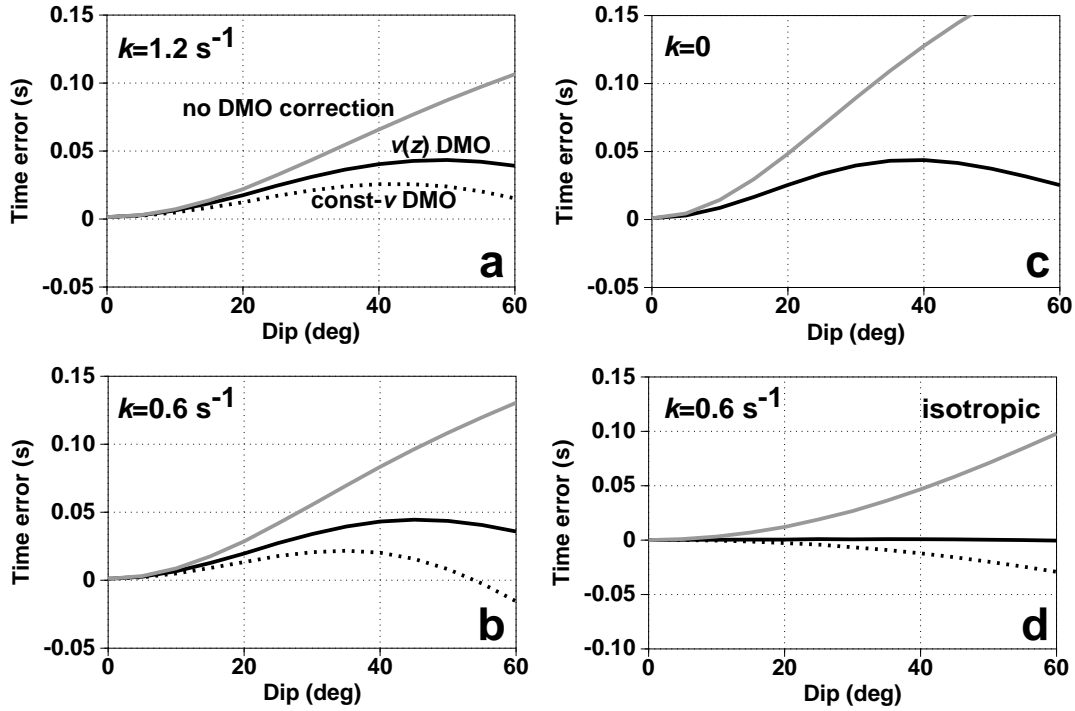 0.15
0.10
0.05
0
-0.05
Time error (s)
k=1.2 s-1
no DMO correction
v(z) DMO
const-v DMO
a
0 20 40 60
Dip (deg)
0.15
0.10
0.05
0
-0.05
Time error (s)
k=0
c
0 20 40 60
Dip (deg)
0.15
0.10
0.05
0
-0.05
Time error (s)
k=0.6 s-1
b
0 20 40 60
Dip (deg)
0.15
0.10
0.05
0
-0.05
-0.10
Time error (s)
k=0.6 s-1
isotropic
d
0 20 40 60
Dip (deg)